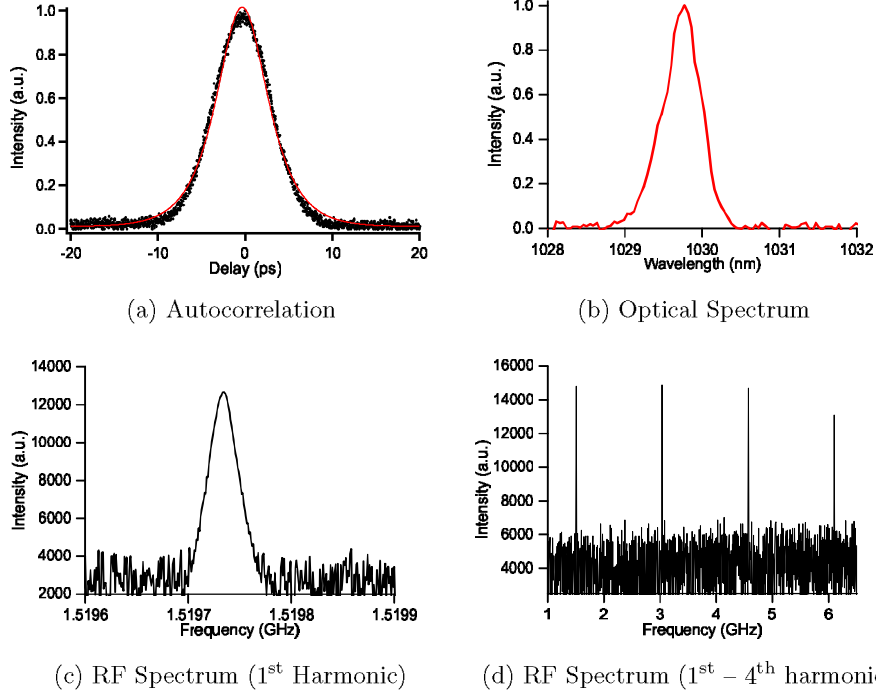 1.0
0.8
0.6
0.4
0.2
0.0
Intensity (a.u.)
-20 -10 0 10 20
Delay (ps)
(a) Autocorrelation
1.0
0.8
0.6
0.4
0.2
0.0
Intensity (a.u.)
1028 1029 1030 1031 1032
Wavelength (nm)
(b) Optical Spectrum
14000
12000
10000
8000
6000
4000
2000
Intensity (a.u.)
1.5196 1.5197 1.5198 1.5199
Frequency (GHz)
(c) RF Spectrum (1st Harmonic)
16000
14000
12000
10000
8000
6000
4000
Intensity (a.u.)
1 2 3 4 5 6
Frequency (GHz)
(d) RF Spectrum (1st – 4th harmonic